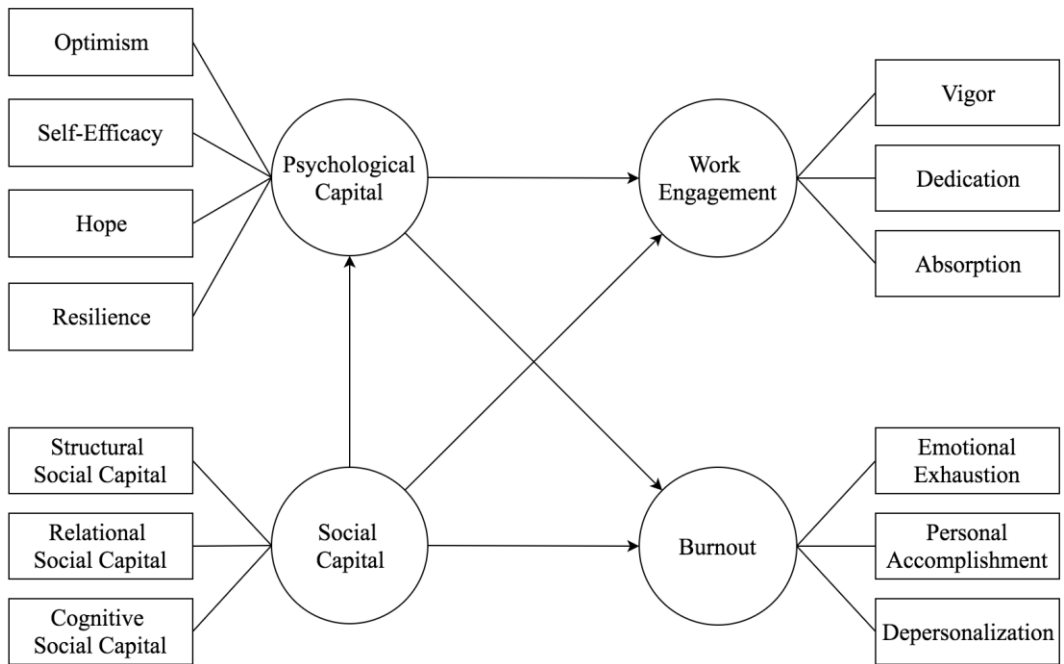 Optimism
Self-Efficacy
Hope
Resilience
Psychological
Capital
Work
Engagement
Vigor
Dedication
Absorption
Structural
Social Capital
Relational
Social Capital
Cognitive
Social Capital
Social
Capital
Burnout
Emotional
Exhaustion
Personal
Accomplishment
Depersonalization